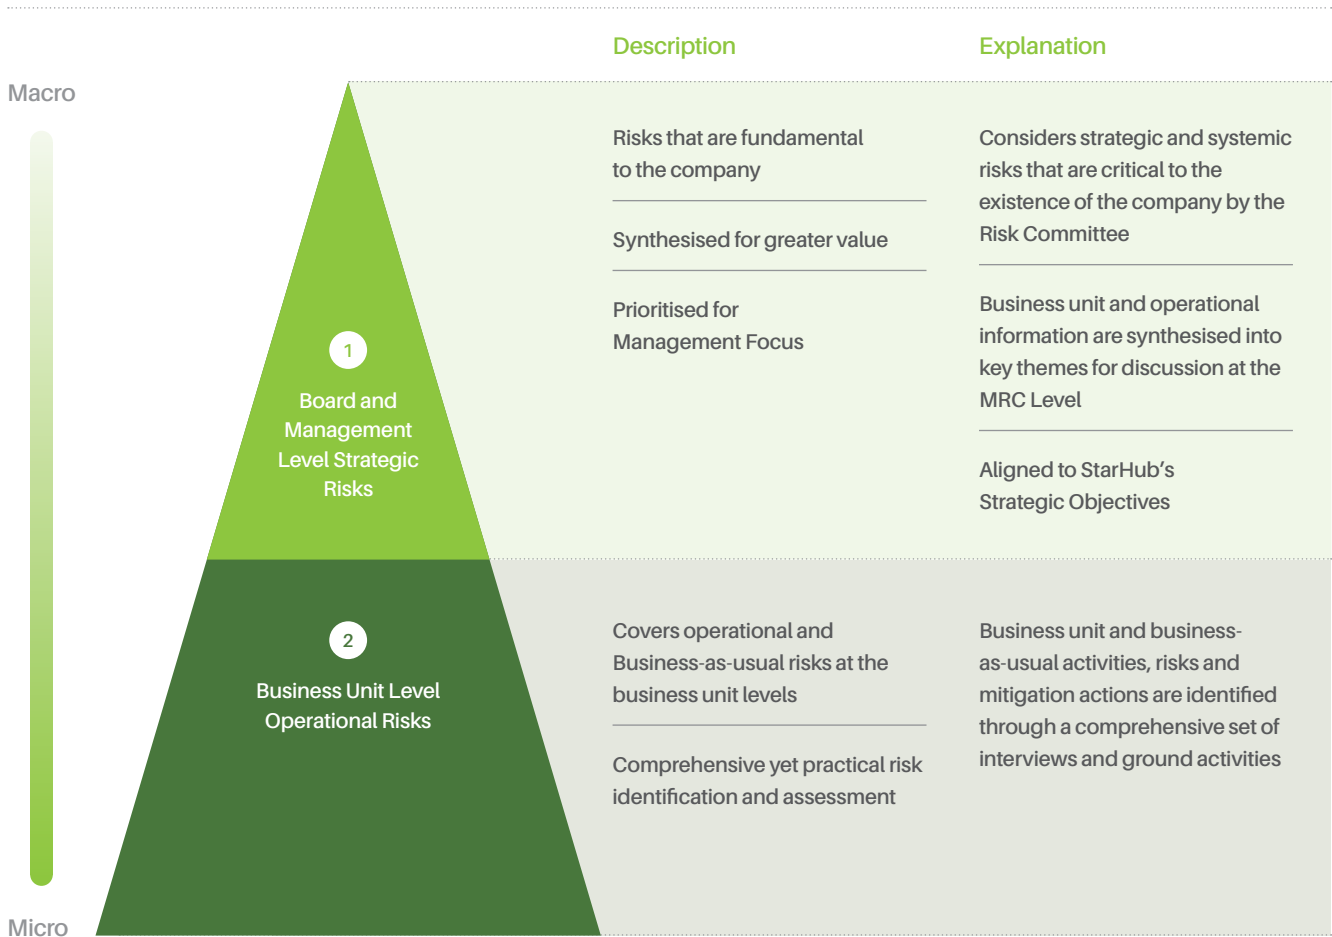 Description
Explanation
Macro
Risks that are fundamental
to the company
Synthesised for greater value
Prioritised for
Management Focus
Considers strategic and systemic
risks that are critical to the
existence of the company by the
Risk Committee
Business unit and operational
information are synthesised into
key themes for discussion at the
MRC Level
Aligned to StarHub’s
Strategic Objectives
1
Board and
Management
Level Strategic
Risks
2
Business Unit Level
Operational Risks
Covers operational and
Business-as-usual risks at the
business unit levels
Comprehensive yet practical risk
identification and assessment
Business unit and business-
as-usual activities, risks and
mitigation actions are identified
through a comprehensive set of
interviews and ground activities
Micro